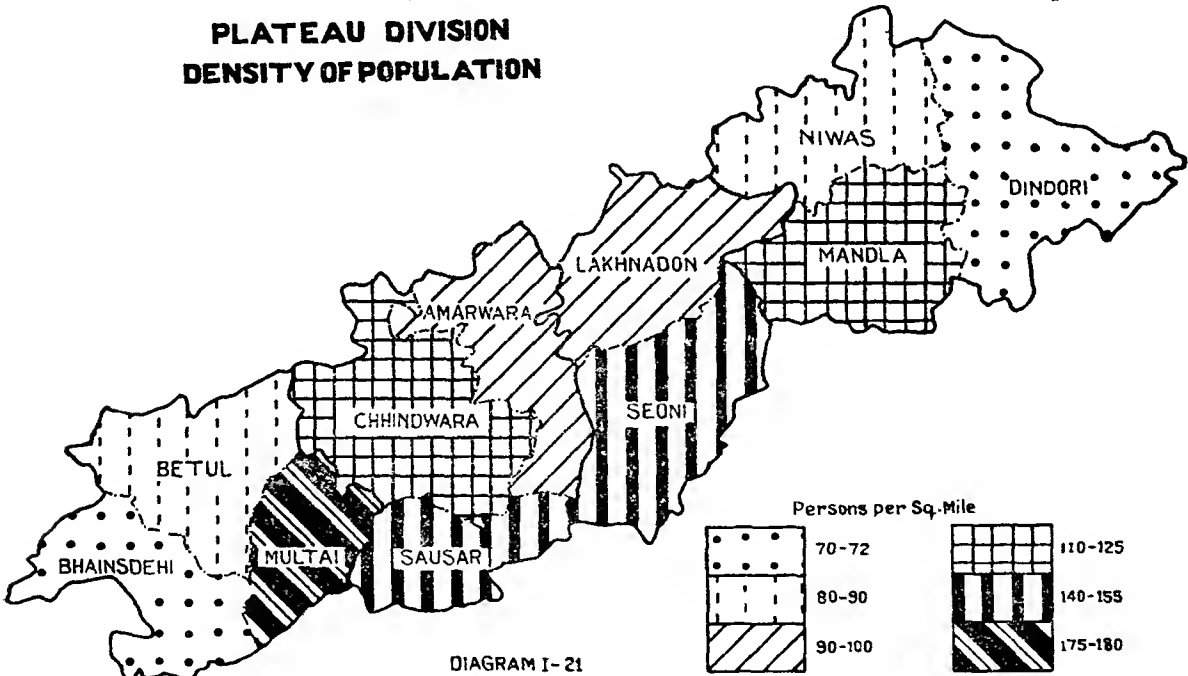 PLATEAU DIVISION
DENSITY OF POPULATION
NIWAS
DINDORI
MANDLA
LAKHNADON
AMARWARA
SEONI
CHHINDWARA
BETUL
MULTAI
SAUSAR
BHAINSDEHI
Persons per Sq. Mile
70-72
110-125
80-90
140-155
90-100
175-180
DIAGRAM I-21